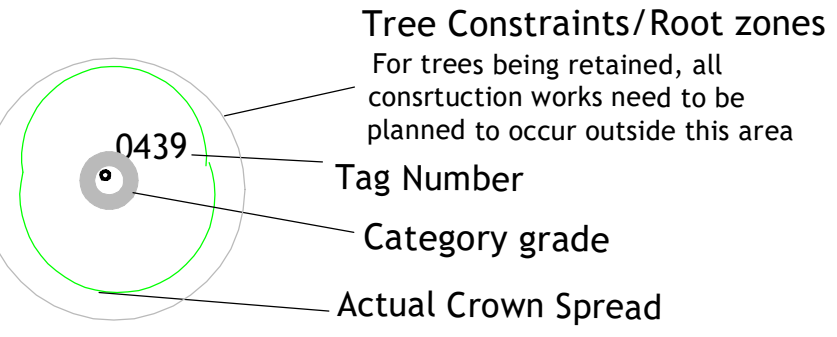 Tree Constraints/Root zones
For trees being retained, all
consrtuction works need to be
planned to occur outside this area
0439
Tag Number
Category grade
Actual Crown Spread